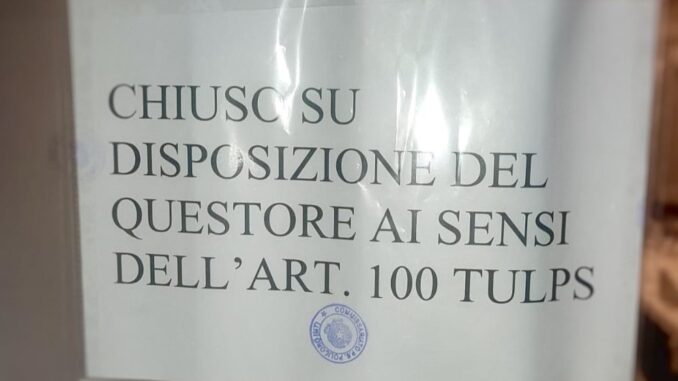 CHIUSO SU
DISPOSIZIONE DEL
QUESTORE AI SENSI
DELL'ART. 100 TULPS